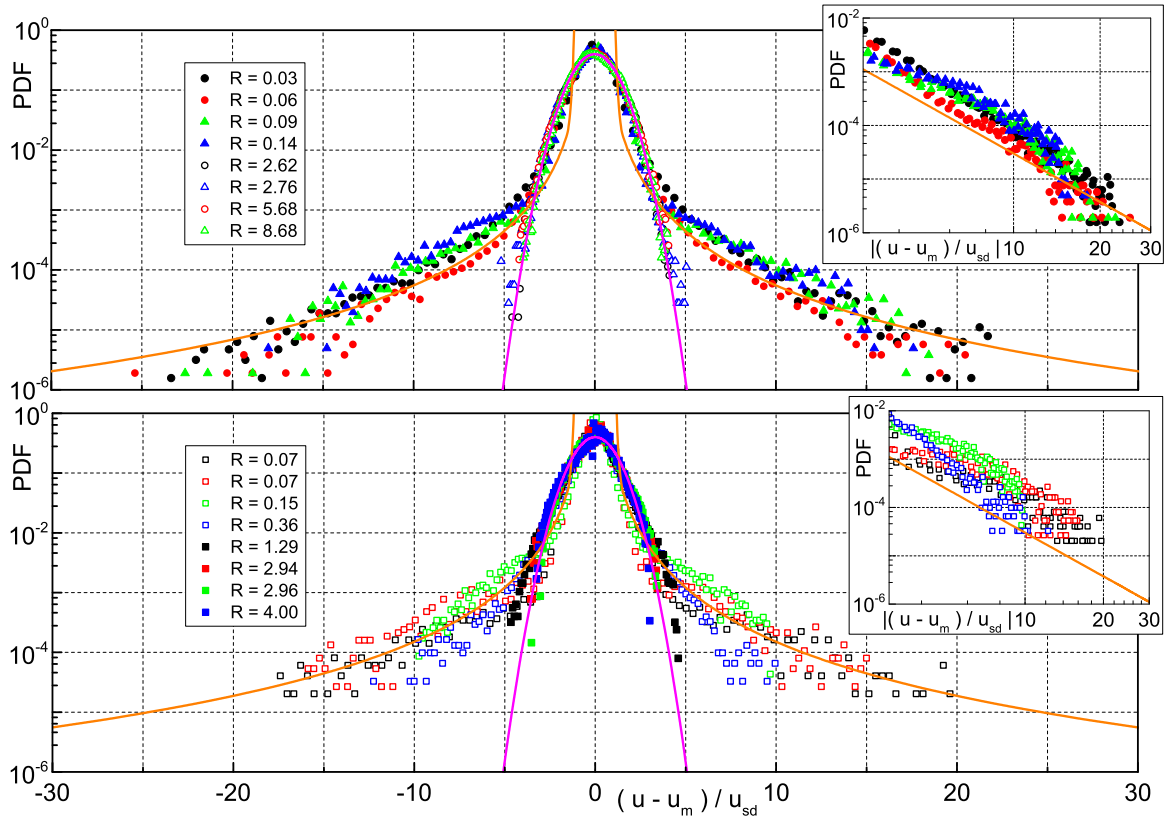 PDF
10^0
10^-2
10^-4
10^-6
R = 0.03
R = 0.06
R = 0.09
R = 0.14
R = 2.62
R = 2.76
R = 5.68
R = 8.68
PDF
10^-2
10^-4
10^-6
|(u - u_m) / u_sd| 10 20 30
PDF
10^0
10^-2
10^-4
10^-6
R = 0.07
R = 0.07
R = 0.15
R = 0.36
R = 1.29
R = 2.94
R = 2.96
R = 4.00
PDF
10^-2
10^-4
10^-6
|(u - u_m) / u_sd| 10 20 30
-30 -20 -10 0 (u - u_m) / u_sd 10 20 30